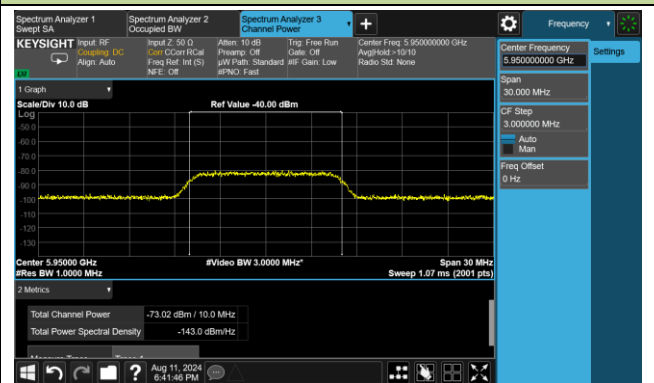 Spectrum Analyzer 1
Swept SA
Spectrum Analyzer 2
Occupied BW
Spectrum Analyzer 3
Channel Power
Frequency
KEYSIGHT
Input: RF
Coupling: DC
Align: Auto
Input Z: 50 Ω
Corr CCorr RCal
Freq Ref: Int (S)
NFE: Off
Atten: 10 dB
Preamp: Off
µW Path: Standard
#PNO: Fast
Trig: Free Run
Gate: Off
#IF Gain: Low
Center Freq: 5.950000000 GHz
Avg|Hold:>10/10
Radio Std: None
Center Frequency
5.950000000 GHz
Settings
Span
30.000 MHz
CF Step
3.000000 MHz
Auto
Man
Freq Offset
0 Hz
1 Graph
Scale/Div 10.0 dB
Ref Value -40.00 dBm
Log
-50.0
-60.0
-70.0
-80.0
-90.0
-100
-110
-120
-130
Center 5.95000 GHz
#Video BW 3.0000 MHz*
Span 30 MHz
#Res BW 1.0000 MHz
Sweep 1.07 ms (2001 pts)
2 Metrics
Total Channel Power
-73.02 dBm / 10.0 MHz
Total Power Spectral Density
-143.0 dBm/Hz
Aug 11, 2024
6:41:46 PM